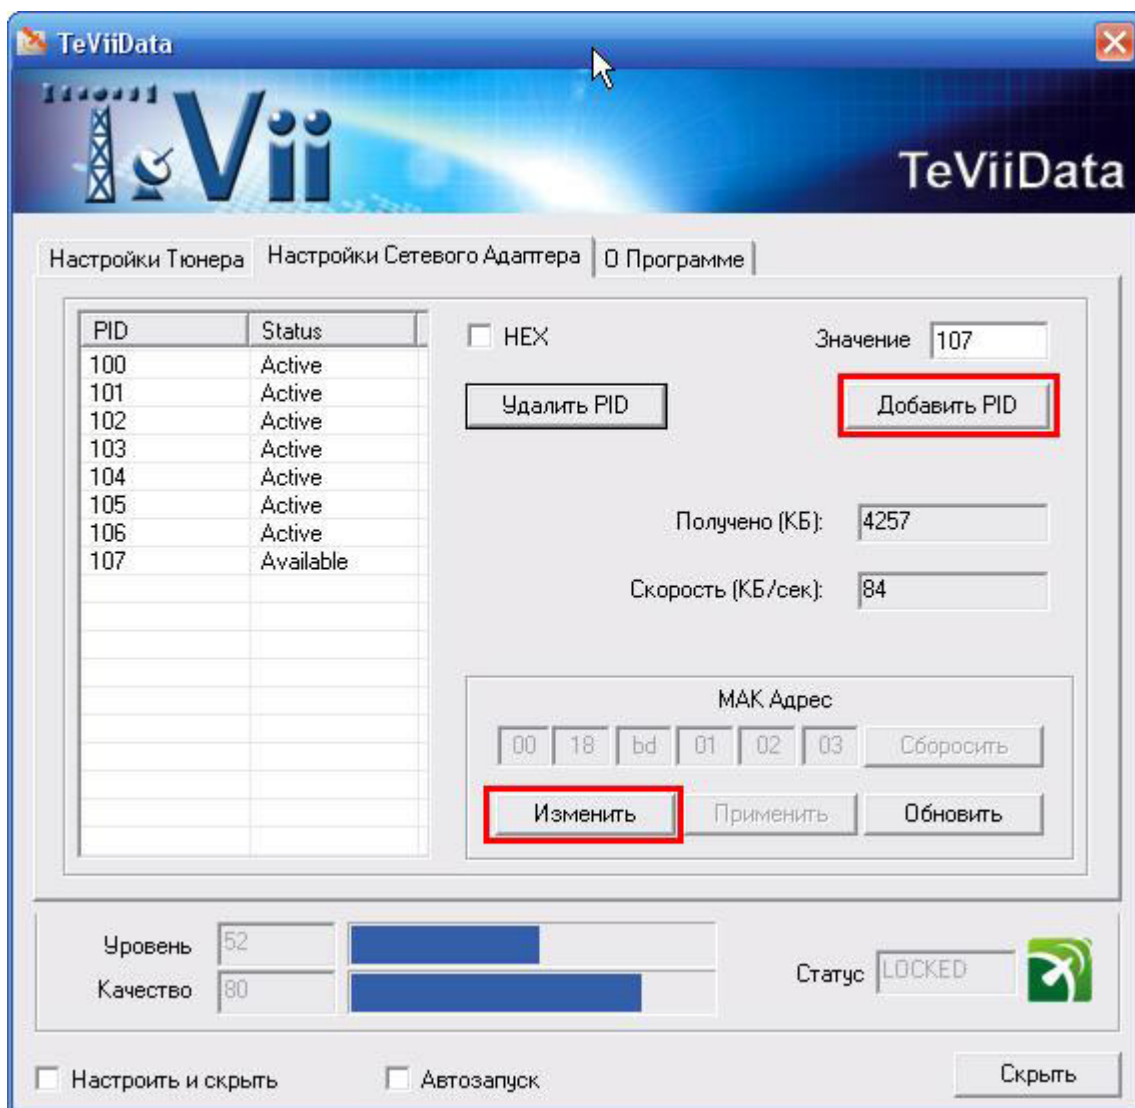 TeViiData
TeVii
TeViiData
Настройки Тюнера Настройки Сетевого Адаптера О Программе
PID Status
100 Active
101 Active
102 Active
103 Active
104 Active
105 Active
106 Active
107 Available
HEX Значение 107
Удалить PID Добавить PID
Получено (КБ): 4257
Скорость (КБ/сек): 84
МАК Адрес
00 18 bd 01 02 03 Сборосить
Изменить Применить Обновить
Уровень 52
Качество 80
Статус LOCKED
Настроить и скрыть Автозапуск Скрыть